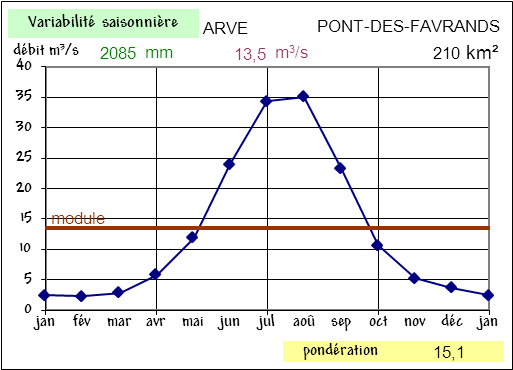 Variabilité saisonnière ARVE PONT-DES-FAVRANDS
débit m³/s 2085 mm 13,5 m³/s 210 km²
40
35
30
25
20
15
module
10
5
0
jan fév mar avr mai jun jul aoû sep oct nov déc jan
pondération 15,1